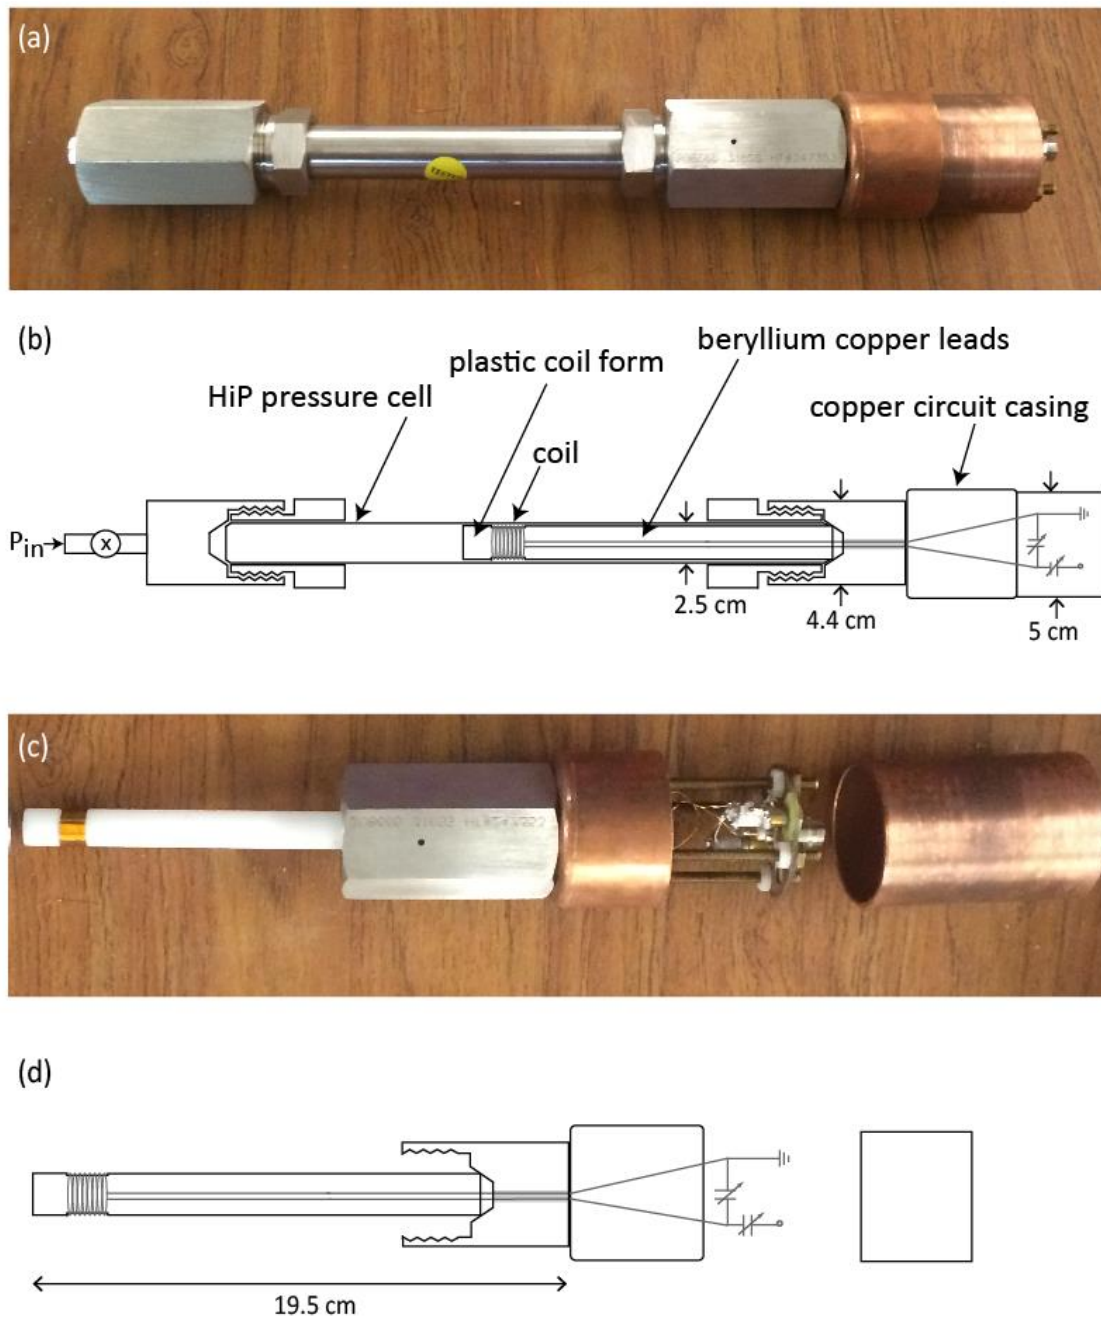 (a)
(b)
beryllium copper leads
plastic coil form
HiP pressure cell
copper circuit casing
coil
Pin
x
2.5 cm
4.4 cm
5 cm
(c)
(d)
19.5 cm